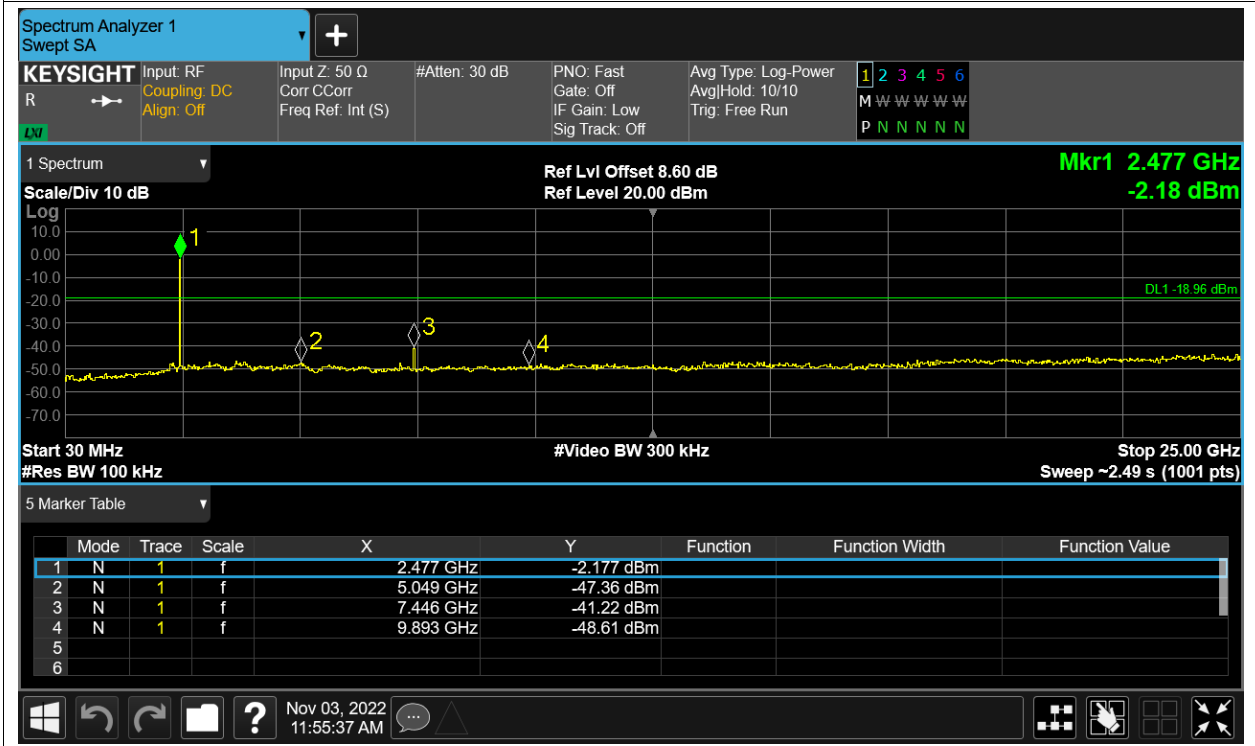 Spectrum Analyzer 1
Swept SA
+
KEYSIGHT Input: RF Input Z: 50 Ω #Atten: 30 dB PNO: Fast Avg Type: Log-Power 1 2 3 4 5 6
R Coupling: DC Corr CCorr Gate: Off Avg|Hold: 10/10 M W W W W W
Align: Off Freq Ref: Int (S) IF Gain: Low Trig: Free Run
LXI Sig Track: Off P N N N N N
1 Spectrum Ref Lvl Offset 8.60 dB Mkr1 2.477 GHz
Scale/Div 10 dB Ref Level 20.00 dBm -2.18 dBm
Log
10.0 1
0.00
-10.0
DL1 -18.96 dBm
-20.0
-30.0 3
-40.0 2 4
-50.0
-60.0
-70.0
Start 30 MHz #Video BW 300 kHz Stop 25.00 GHz
#Res BW 100 kHz Sweep ~2.49 s (1001 pts)
5 Marker Table
Mode Trace Scale X Y Function Function Width Function Value
1 N 1 f 2.477 GHz -2.177 dBm
2 N 1 f 5.049 GHz -47.36 dBm
3 N 1 f 7.446 GHz -41.22 dBm
4 N 1 f 9.893 GHz -48.61 dBm
5
6
? Nov 03, 2022
11:55:37 AM